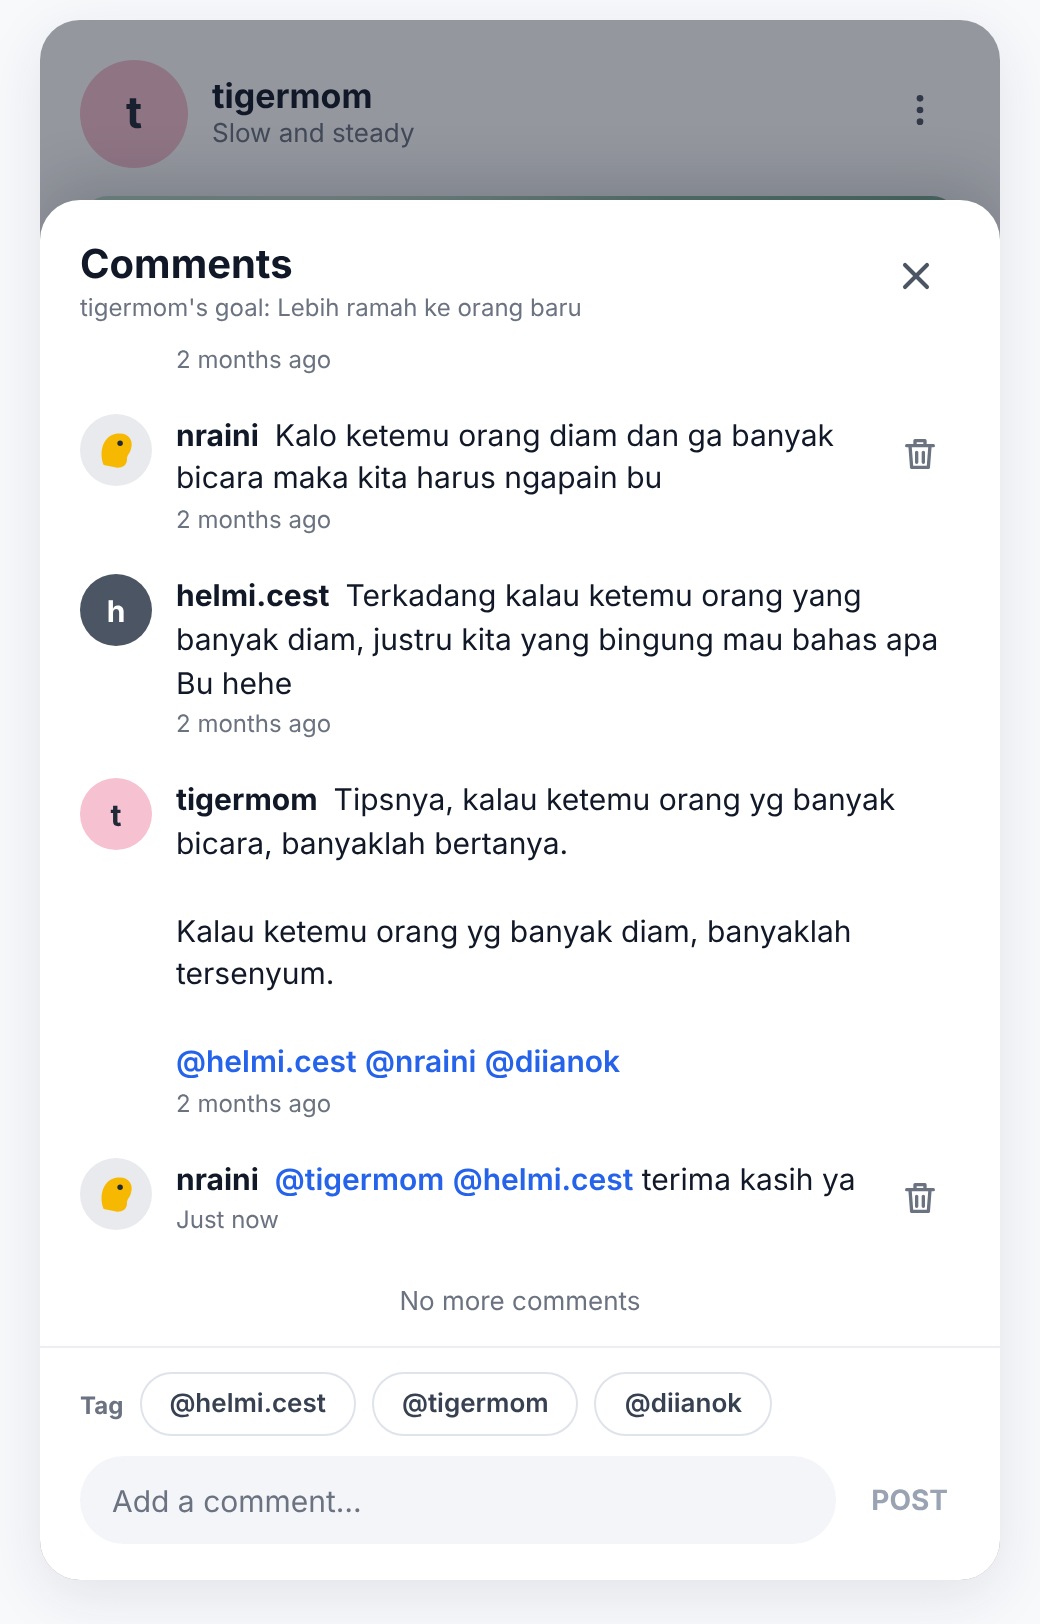 t
tigermom
Slow and steady
Comments
tigermom's goal: Lebih ramah ke orang baru
2 months ago
nraini Kalo ketemu orang diam dan ga banyak
bicara maka kita harus ngapain bu
2 months ago
h
helmi.cest Terkadang kalau ketemu orang yang
banyak diam, justru kita yang bingung mau bahas apa
Bu hehe
2 months ago
t
tigermom Tipsnya, kalau ketemu orang yg banyak
bicara, banyaklah bertanya.
Kalau ketemu orang yg banyak diam, banyaklah
tersenyum.
@helmi.cest @nraini @diianok
2 months ago
nraini @tigermom @helmi.cest terima kasih ya
Just now
No more comments
Tag @helmi.cest @tigermom @diianok
Add a comment... POST